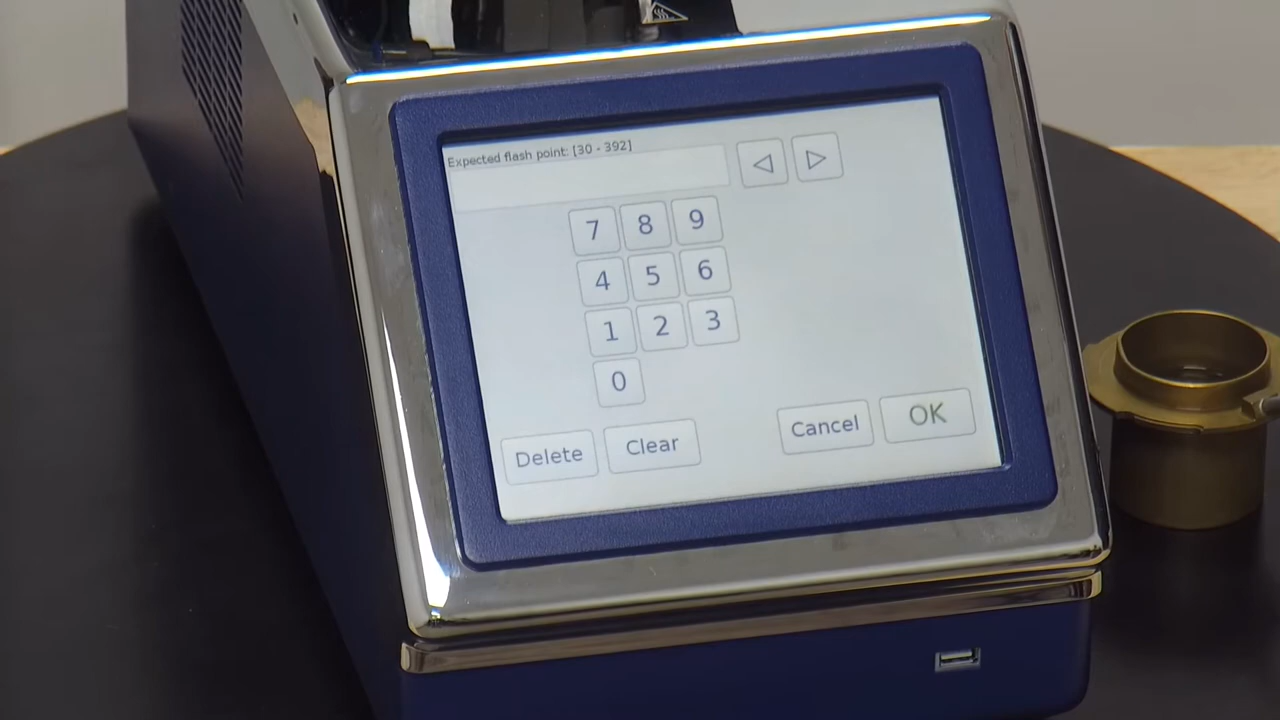 Expected flash point: [30 - 392]
◁ ▷
7 8 9
4 5 6
1 2 3
0
Delete Clear Cancel OK